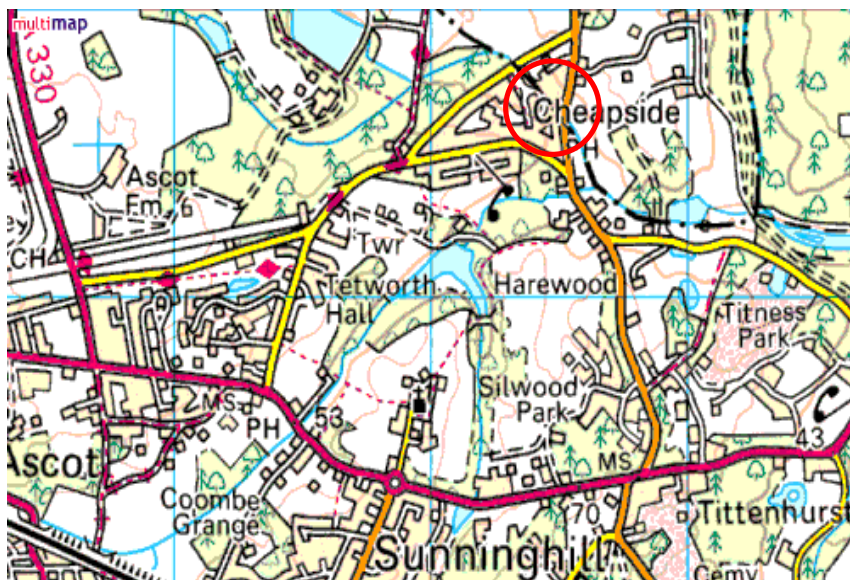 multimap
330
Cheapside
H
Ascot
Fm
Twr
CH
Tetworth
Hall
Harewood
Titness
Park
Silwood
Park
MS
PH
53
43
Ascot
MS
Coombe
Grange
70
Tittenhurst
Sunninghill